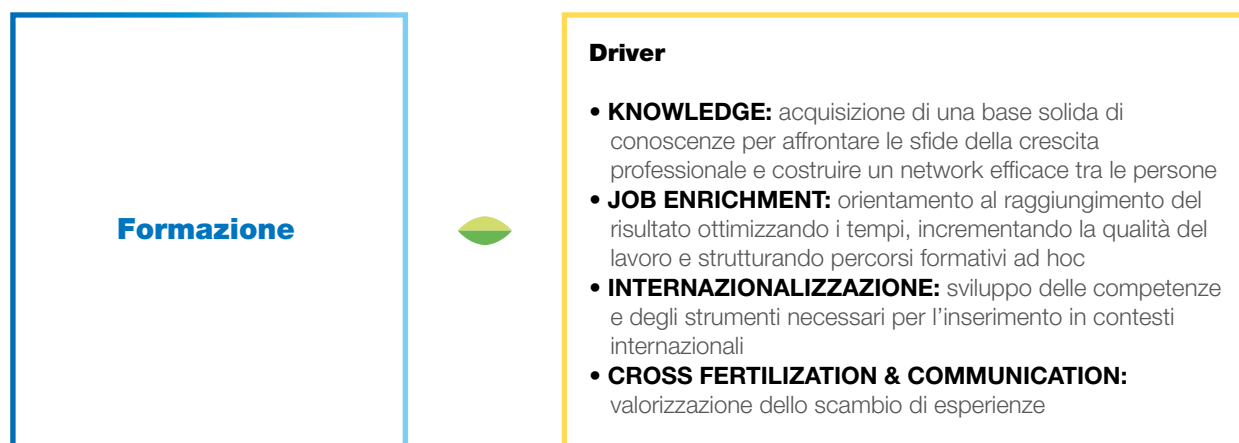 Formazione
Driver
• KNOWLEDGE: acquisizione di una base solida di
conoscenze per affrontare le sfide della crescita
professionale e costruire un network efficace tra le persone
• JOB ENRICHMENT: orientamento al raggiungimento del
risultato ottimizzando i tempi, incrementando la qualità del
lavoro e strutturando percorsi formativi ad hoc
• INTERNAZIONALIZZAZIONE: sviluppo delle competenze
e degli strumenti necessari per l’inserimento in contesti
internazionali
• CROSS FERTILIZATION & COMMUNICATION:
valorizzazione dello scambio di esperienze